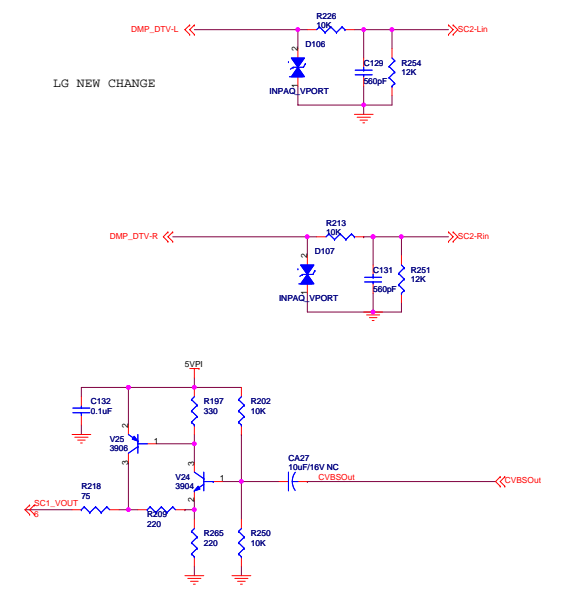 R226
DMP_DTV-L
10K
SC2-Lin
D106
2
C129
R254
12K
LG NEW CHANGE
1
560pF
INPAQ_VPORT
R213
DMP_DTV-R
10K
SC2-Rin
D107
2
C131
R251
1
560pF
12K
INPAQ_VPORT
5VPI
C132
R197
R202
0.1uF
330
10K
2
V25
1
3906
CA27
3
3
10uF/16V NC
V24
1
CVBSOut
CVBSOut
R218
3904
75
2
SC1_VOUT
6
R209
220
R265
R250
220
10K